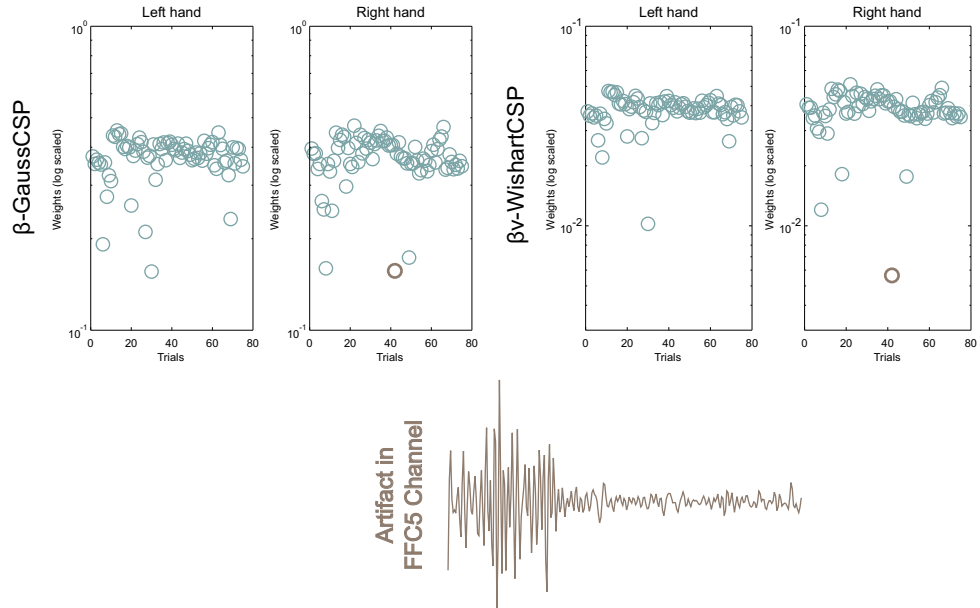 Left hand
Right hand
Left hand
Right hand
β-GaussCSP
Weights (log scaled)
10^0
10^-1
0 20 40 60 80
Trials
Weights (log scaled)
10^0
10^-1
0 20 40 60 80
Trials
βν-WishartCSP
Weights (log scaled)
10^-1
10^-2
0 20 40 60 80
Trials
Weights (log scaled)
10^-1
10^-2
0 20 40 60 80
Trials
Artifact in
FFC5 Channel